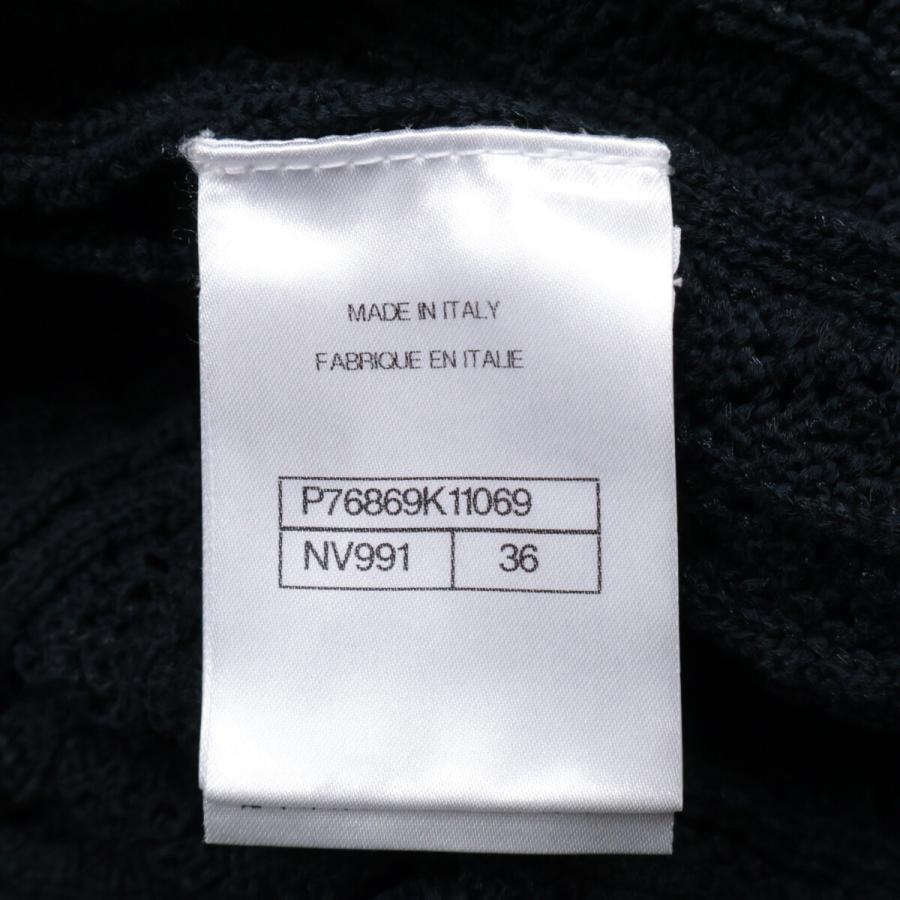 MADE IN ITALY
FABRIQUE EN ITALIE
P76869K11069
NV991 36